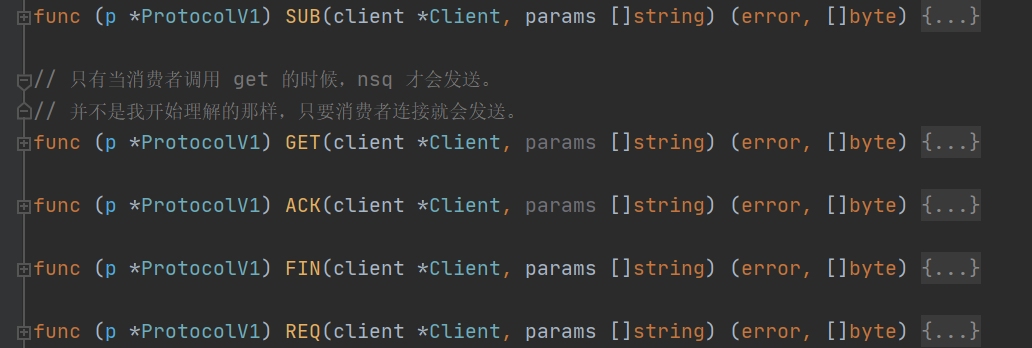 func (p *ProtocolV1) SUB(client *Client, params []string) (error, []byte) {...}
// 只有当消费者调用 get 的时候，nsq 才会发送。
// 并不是我开始理解的那样，只要消费者连接就会发送。
func (p *ProtocolV1) GET(client *Client, params []string) (error, []byte) {...}
func (p *ProtocolV1) ACK(client *Client, params []string) (error, []byte) {...}
func (p *ProtocolV1) FIN(client *Client, params []string) (error, []byte) {...}
func (p *ProtocolV1) REQ(client *Client, params []string) (error, []byte) {...}